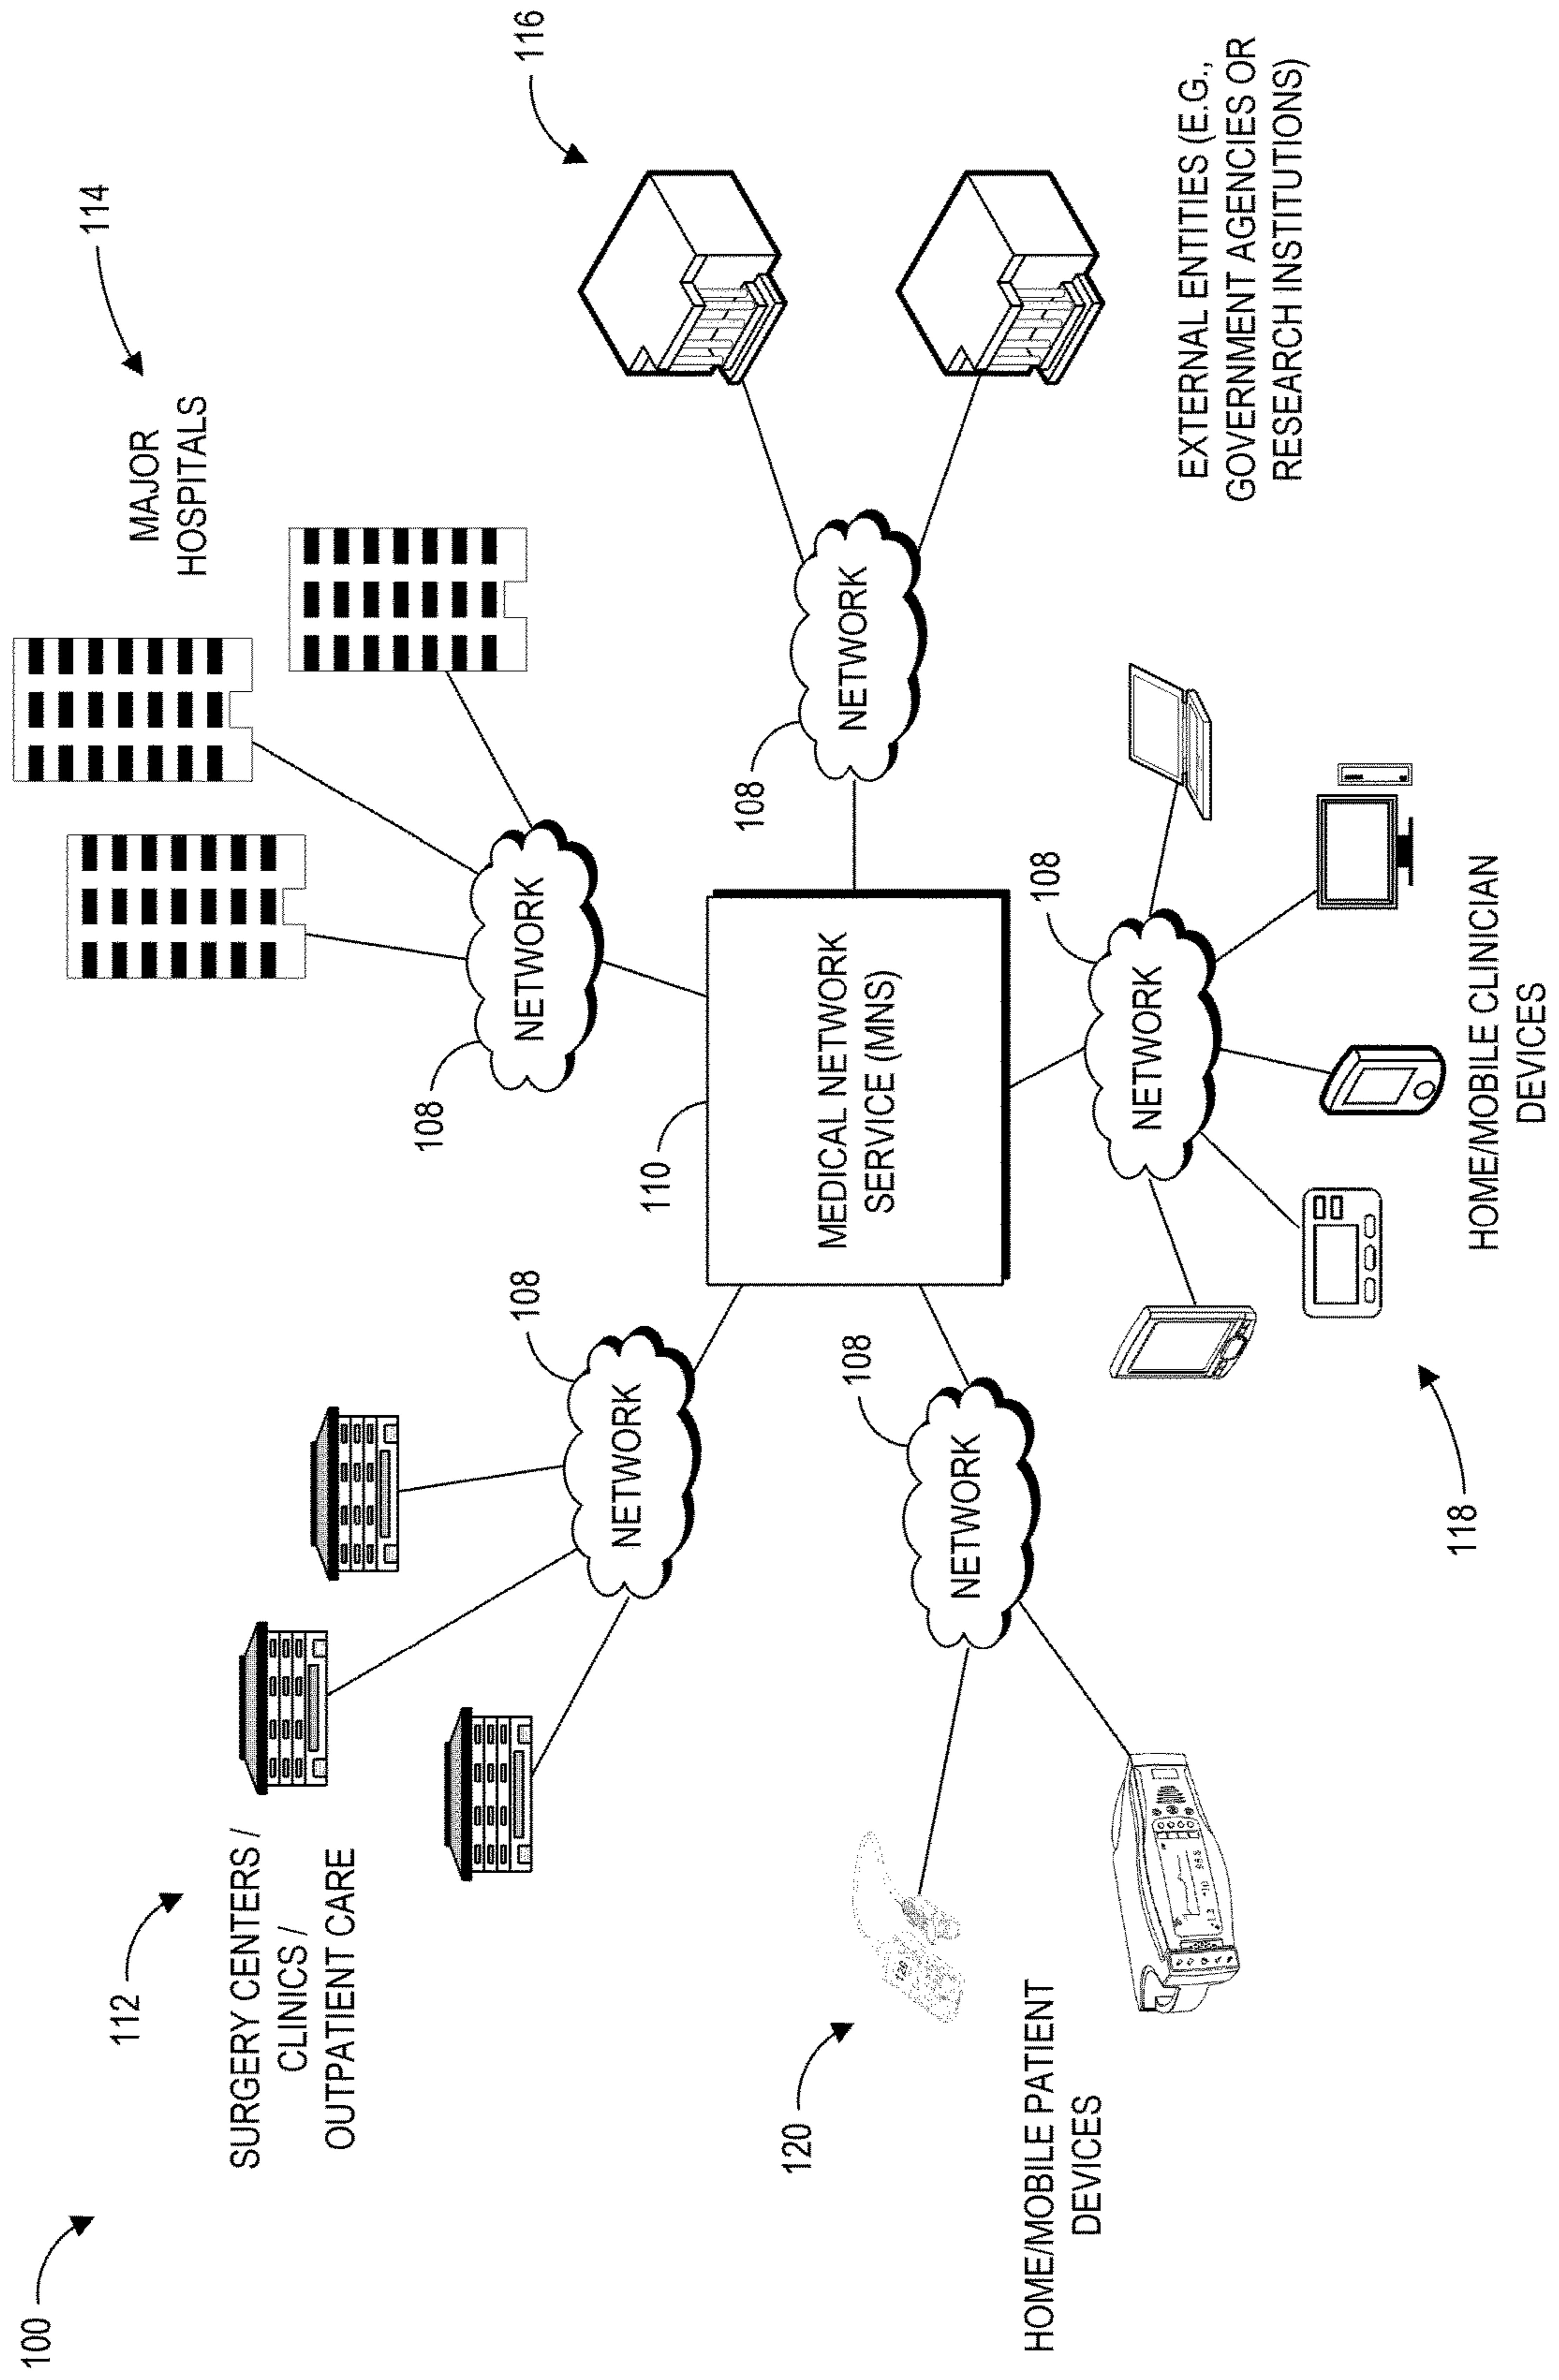 100
112
SURGERY CENTERS /
CLINICS /
OUTPATIENT CARE
114
MAJOR
HOSPITALS
108
NETWORK
108
NETWORK
116
110
MEDICAL NETWORK
SERVICE (MNS)
108
NETWORK
EXTERNAL ENTITIES (E.G.,
GOVERNMENT AGENCIES OR
RESEARCH INSTITUTIONS)
120
120
HOME/MOBILE PATIENT
DEVICES
108
NETWORK
108
NETWORK
118
HOME/MOBILE CLINICIAN
DEVICES